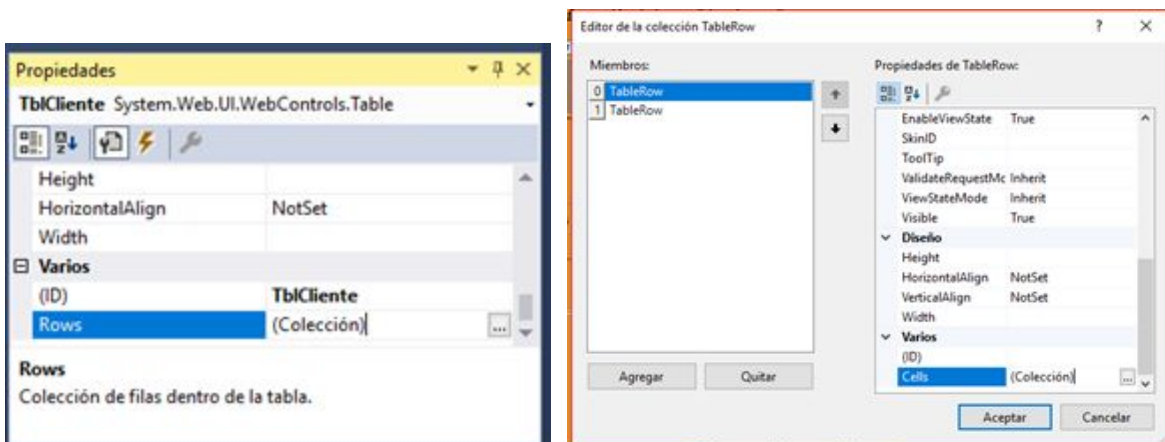 Propiedades
TblCliente System.Web.UI.WebControls.Table
Height
HorizontalAlign NotSet
Width
Varios
(ID) TblCliente
Rows (Colección)
...
Rows
Colección de filas dentro de la tabla.
Editor de la colección TableRow
?
Miembros:
0 TableRow
1 TableRow
Agregar Quitar
Propiedades de TableRow:
EnableViewState True
SkinID
ToolTip
ValidateRequestMc Inherit
ViewStateMode Inherit
Visible True
Diseño
Height
HorizontalAlign NotSet
VerticalAlign NotSet
Width
Varios
(ID)
Cells (Colección)
...
Aceptar Cancelar